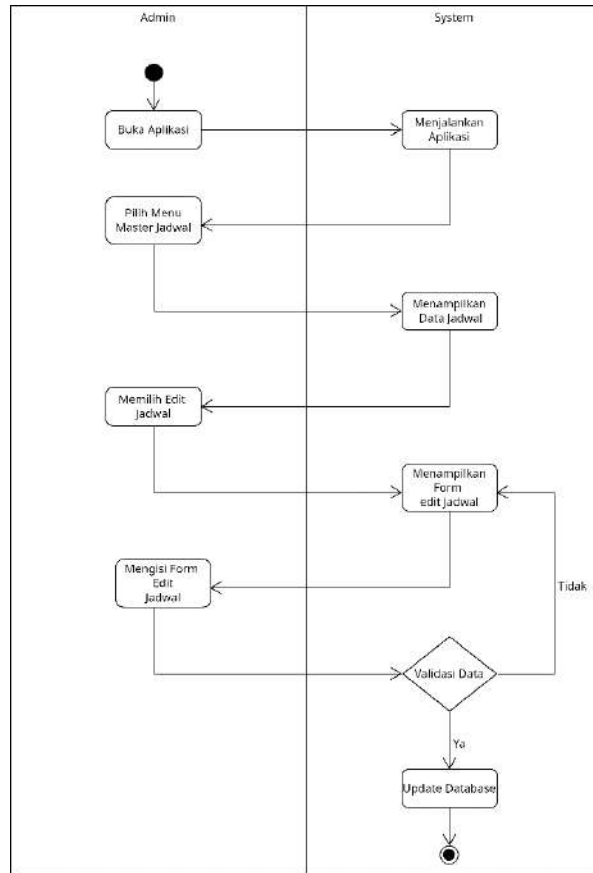 Admin
System
Buka Aplikasi
Menjalankan
Aplikasi
Pilih Menu
Master Jadwal
Menampilkan
Data Jadwal
Memilih Edit
Jadwal
Menampilkan
Form
edit Jadwal
Mengisi Form
Edit
Jadwal
Tidak
Validasi Data
Ya
Update Database